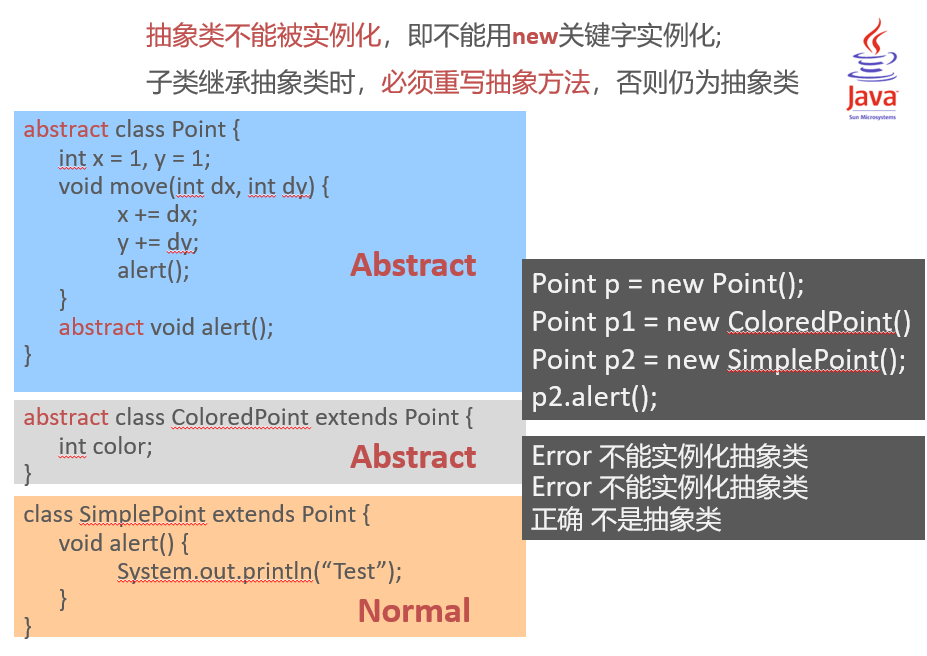 抽象类不能被实例化，即不能用new关键字实例化;
子类继承抽象类时，必须重写抽象方法，否则仍为抽象类
Java
Sun Microsystems
abstract class Point {
int x = 1, y = 1;
void move(int dx, int dy) {
x += dx;
y += dy;
alert();
}
abstract void alert();
}
Abstract
abstract class ColoredPoint extends Point {
int color;
}
Abstract
class SimplePoint extends Point {
void alert() {
System.out.println(“Test”);
}
}
Normal
Point p = new Point();
Point p1 = new ColoredPoint()
Point p2 = new SimplePoint();
p2.alert();
Error 不能实例化抽象类
Error 不能实例化抽象类
正确 不是抽象类